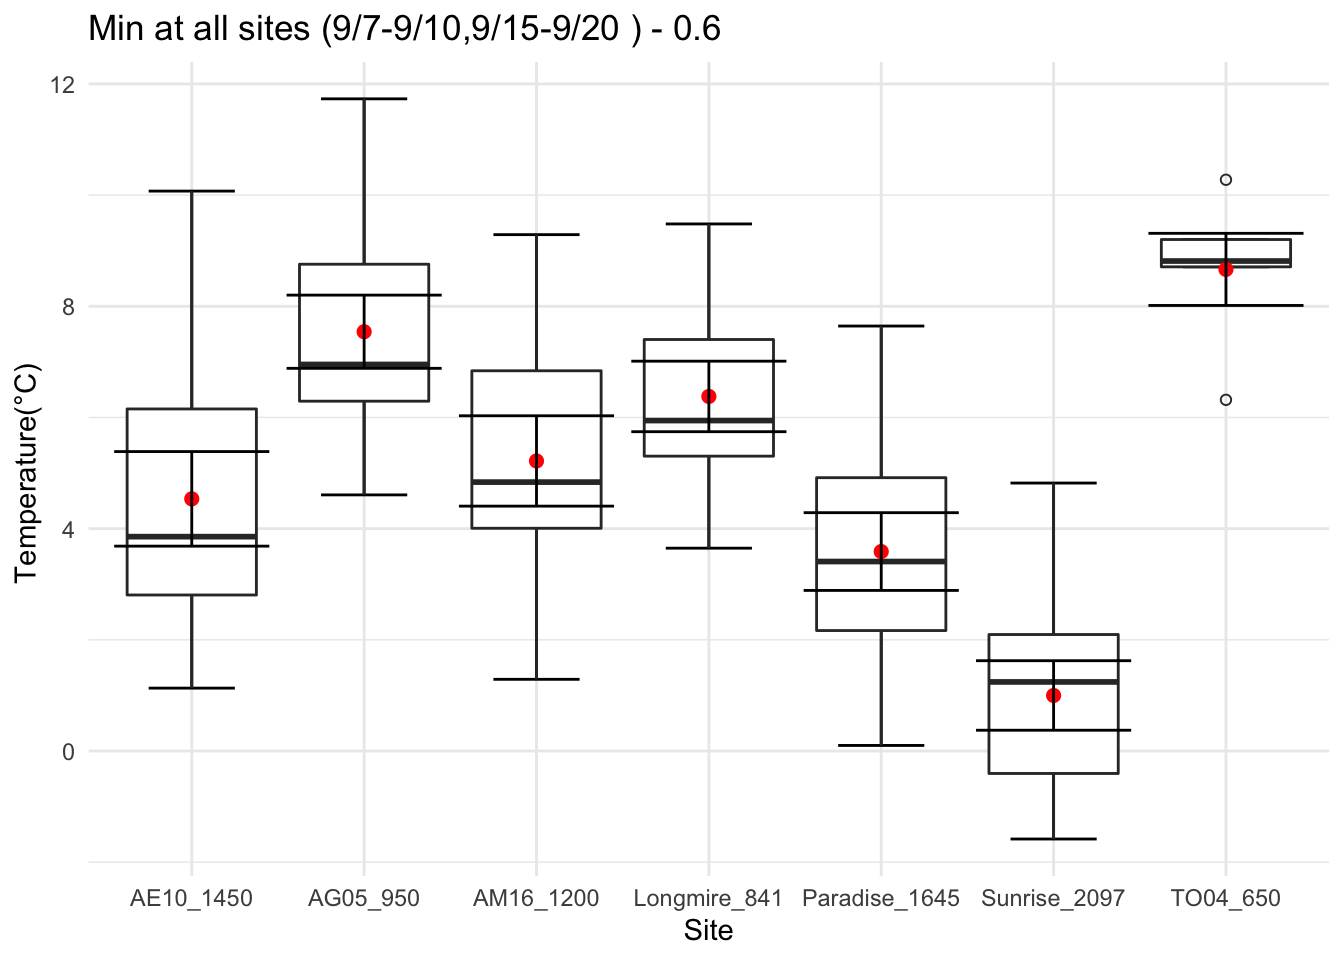 Min at all sites (9/7-9/10,9/15-9/20 ) - 0.6
12
8
4
0
Temperature(°C)
AE10_1450 AG05_950 AM16_1200 Longmire_841 Paradise_1645 Sunrise_2097 TO04_650
Site